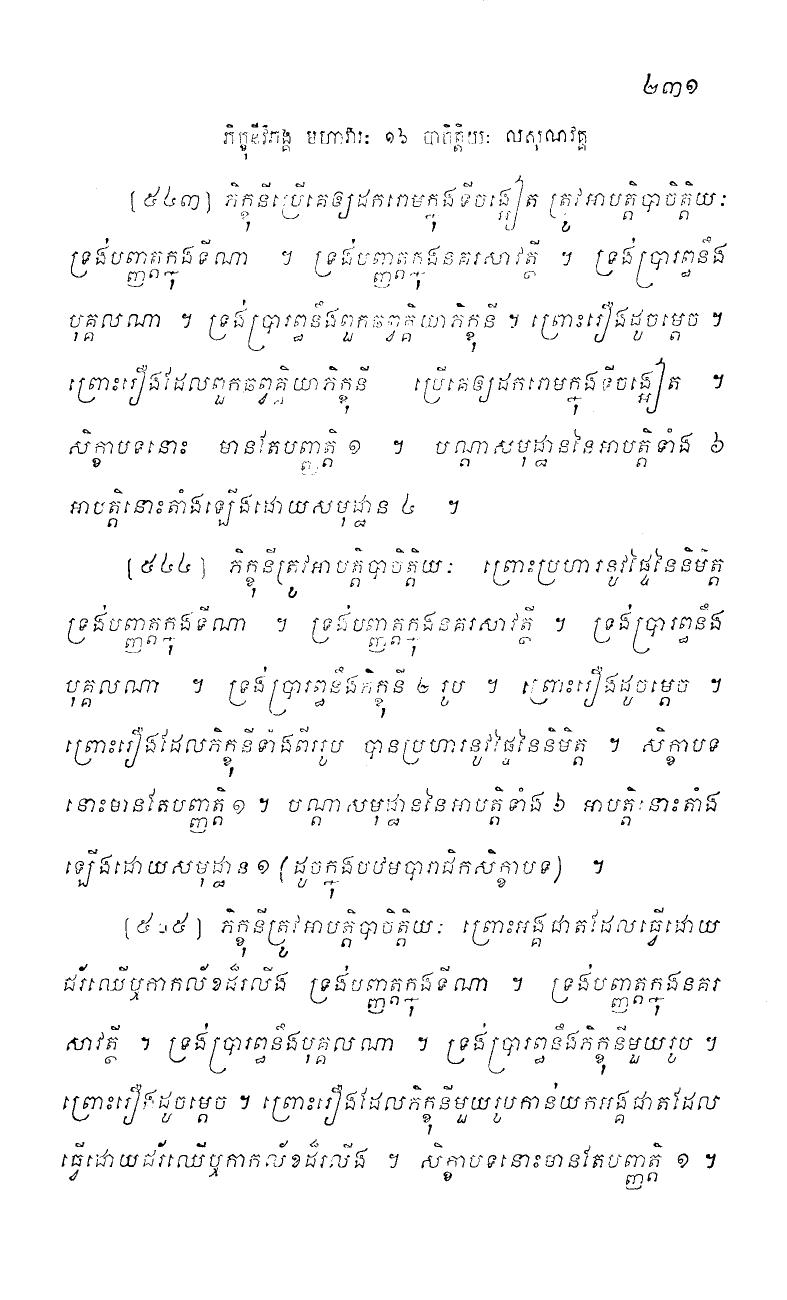 ២៣១
ភិក្ខុនីវិភង្គ មហាវារៈ ១៦ បាចិត្តិយៈ លសុណវគ្គ
[៥៤៣] ភិក្ខុនីប្រើគេឲ្យដករោមក្នុងទីចង្អៀត ត្រូវអាបត្តិបាចិត្តិយៈ
ទ្រង់បញ្ញត្តក្នុងទីណា ។ ទ្រង់បញ្ញត្តក្នុងនគរសាវត្ថី ។ ទ្រង់ប្រារព្ធនឹង
បុគ្គលណា ។ ទ្រង់ប្រារព្ធនឹងពួកឆព្វគ្គិយាភិក្ខុនី ។ ព្រោះរឿងដូចម្តេច ។
ព្រោះរឿងដែលពួកឆព្វគ្គិយាភិក្ខុនី ប្រើគេឲ្យដករោមក្នុងទីចង្អៀត ។
សិក្ខាបទនោះ មានតែបញ្ញត្តិ ១ ។ បណ្តាសមុដ្ឋាននៃអាបត្តិទាំង ៦
អាបត្តិនោះតាំងឡើងដោយសមុដ្ឋាន ៤ ។
[៥៤៤] ភិក្ខុនីត្រូវអាបត្តិបាចិត្តិយៈ ព្រោះប្រហារនូវផ្ទៃនៃនិមិត្ត
ទ្រង់បញ្ញត្តក្នុងទីណា ។ ទ្រង់បញ្ញត្តក្នុងនគរសាវត្ថី ។ ទ្រង់ប្រារព្ធនឹង
បុគ្គលណា ។ ទ្រង់ប្រារព្ធនឹងភិក្ខុនី ២ រូប ។ ព្រោះរឿងដូចម្តេច ។
ព្រោះរឿងដែលភិក្ខុនីទាំងពីររូប បានប្រហារនូវផ្ទៃនៃនិមិត្ត ។ សិក្ខាបទ
នោះមានតែបញ្ញត្តិ ១ ។ បណ្តាសមុដ្ឋាននៃអាបត្តិទាំង ៦ អាបត្តិនោះតាំង
ឡើងដោយសមុដ្ឋាន ១ (ដូចក្នុងបឋមបារាជិកសិក្ខាបទ) ។
[៥៤៥] ភិក្ខុនីត្រូវអាបត្តិបាចិត្តិយៈ ព្រោះអង្គជាតដែលធ្វើដោយ
ជ័រឈើឬកាកល័ខដ៏រលីង ទ្រង់បញ្ញត្តក្នុងទីណា ។ ទ្រង់បញ្ញត្តក្នុងនគរ
សាវត្ថី ។ ទ្រង់ប្រារព្ធនឹងបុគ្គលណា ។ ទ្រង់ប្រារព្ធនឹងភិក្ខុនីមួយរូប ។
ព្រោះរឿងដូចម្តេច ។ ព្រោះរឿងដែលភិក្ខុនីមួយរូបកាន់យកអង្គជាតដែល
ធ្វើដោយជ័រឈើឬកាកល័ខដ៏រលីង ។ សិក្ខាបទនោះមានតែបញ្ញត្តិ ១ ។